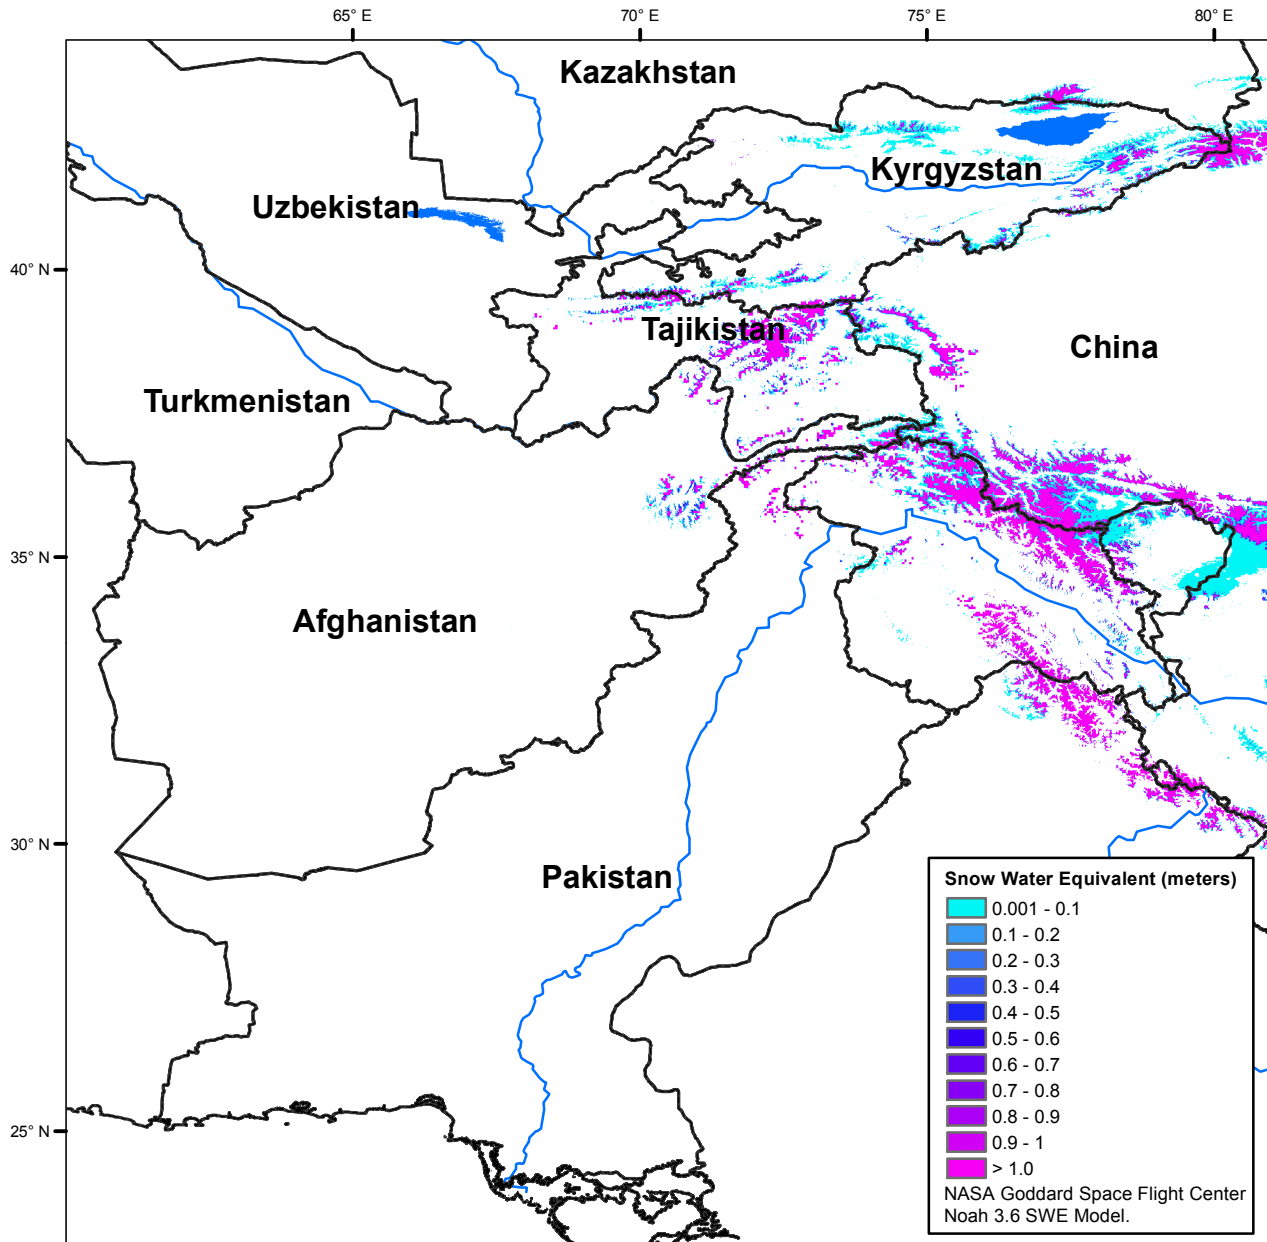 65° E
70° E
75° E
80° E
Kazakhstan
Kyrgyzstan
Uzbekistan
40° N
Tajikistan
China
Turkmenistan
35° N
Afghanistan
30° N
Pakistan
25° N
Snow Water Equivalent (meters)
0.001 - 0.1
0.1 - 0.2
0.2 - 0.3
0.3 - 0.4
0.4 - 0.5
0.5 - 0.6
0.6 - 0.7
0.7 - 0.8
0.8 - 0.9
0.9 - 1
> 1.0
NASA Goddard Space Flight Center
Noah 3.6 SWE Model.